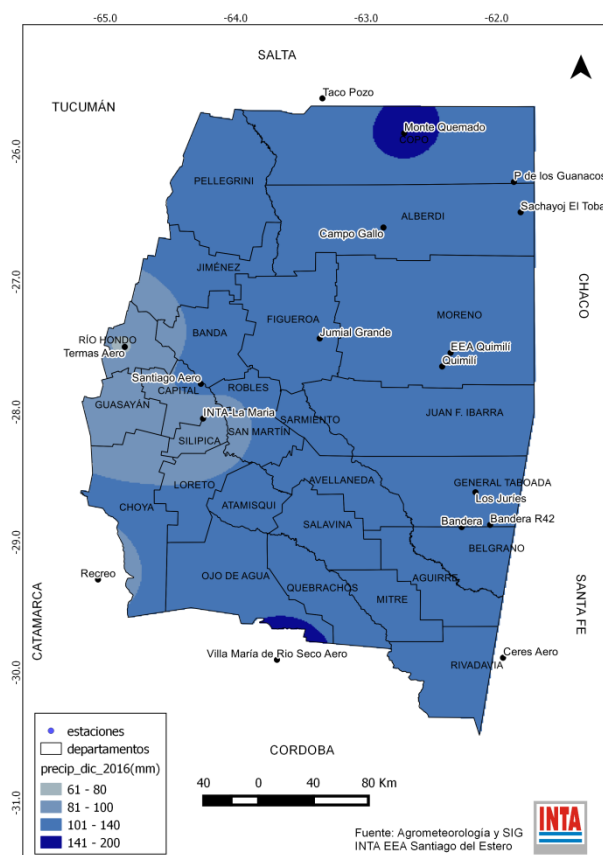 -65.0
-64.0
-63.0
-62.0
SALTA
Taco Pozo
TUCUMÁN
Monte Quemado
COPO
-26.0
P de los Guanacos
PELLEGRINI
Sachayoj El Toba
ALBERDI
Campo Gallo
-27.0
JIMÉNEZ
CHACO
FIGUEROA
MORENO
BANDA
RÍO HONDO
Jumial Grande
EEA Quimilí
Termas Aero
Quimilí
Santiago Aero
CAPITAL
ROBLES
GUASAYÁN
-28.0
INTA-La María
JUAN F. IBARRA
SARMIENTO
SAN MARTÍN
SILIPICA
AVELLANEDA
GENERAL TABOADA
LORETO
Los Juríes
CHOYA
ATAMISQUI
SALAVINA
Bandera
Bandera R42
-29.0
BELGRANO
OJO DE AGUA
AGUIRRE
Recreo
QUEBRACHOS
MITRE
SANTA FE
CATAMARCA
Villa María de Rio Seco Aero
Ceres Aero
RIVADAVIA
-30.0
estaciones
departamentos
CORDOBA
precip_dic_2016(mm)
61 - 80
81 - 100
101 - 140
141 - 200
40 0 40 80 Km
-31.0
Fuente: Agrometeorología y SIG
INTA EEA Santiago del Estero
INTA